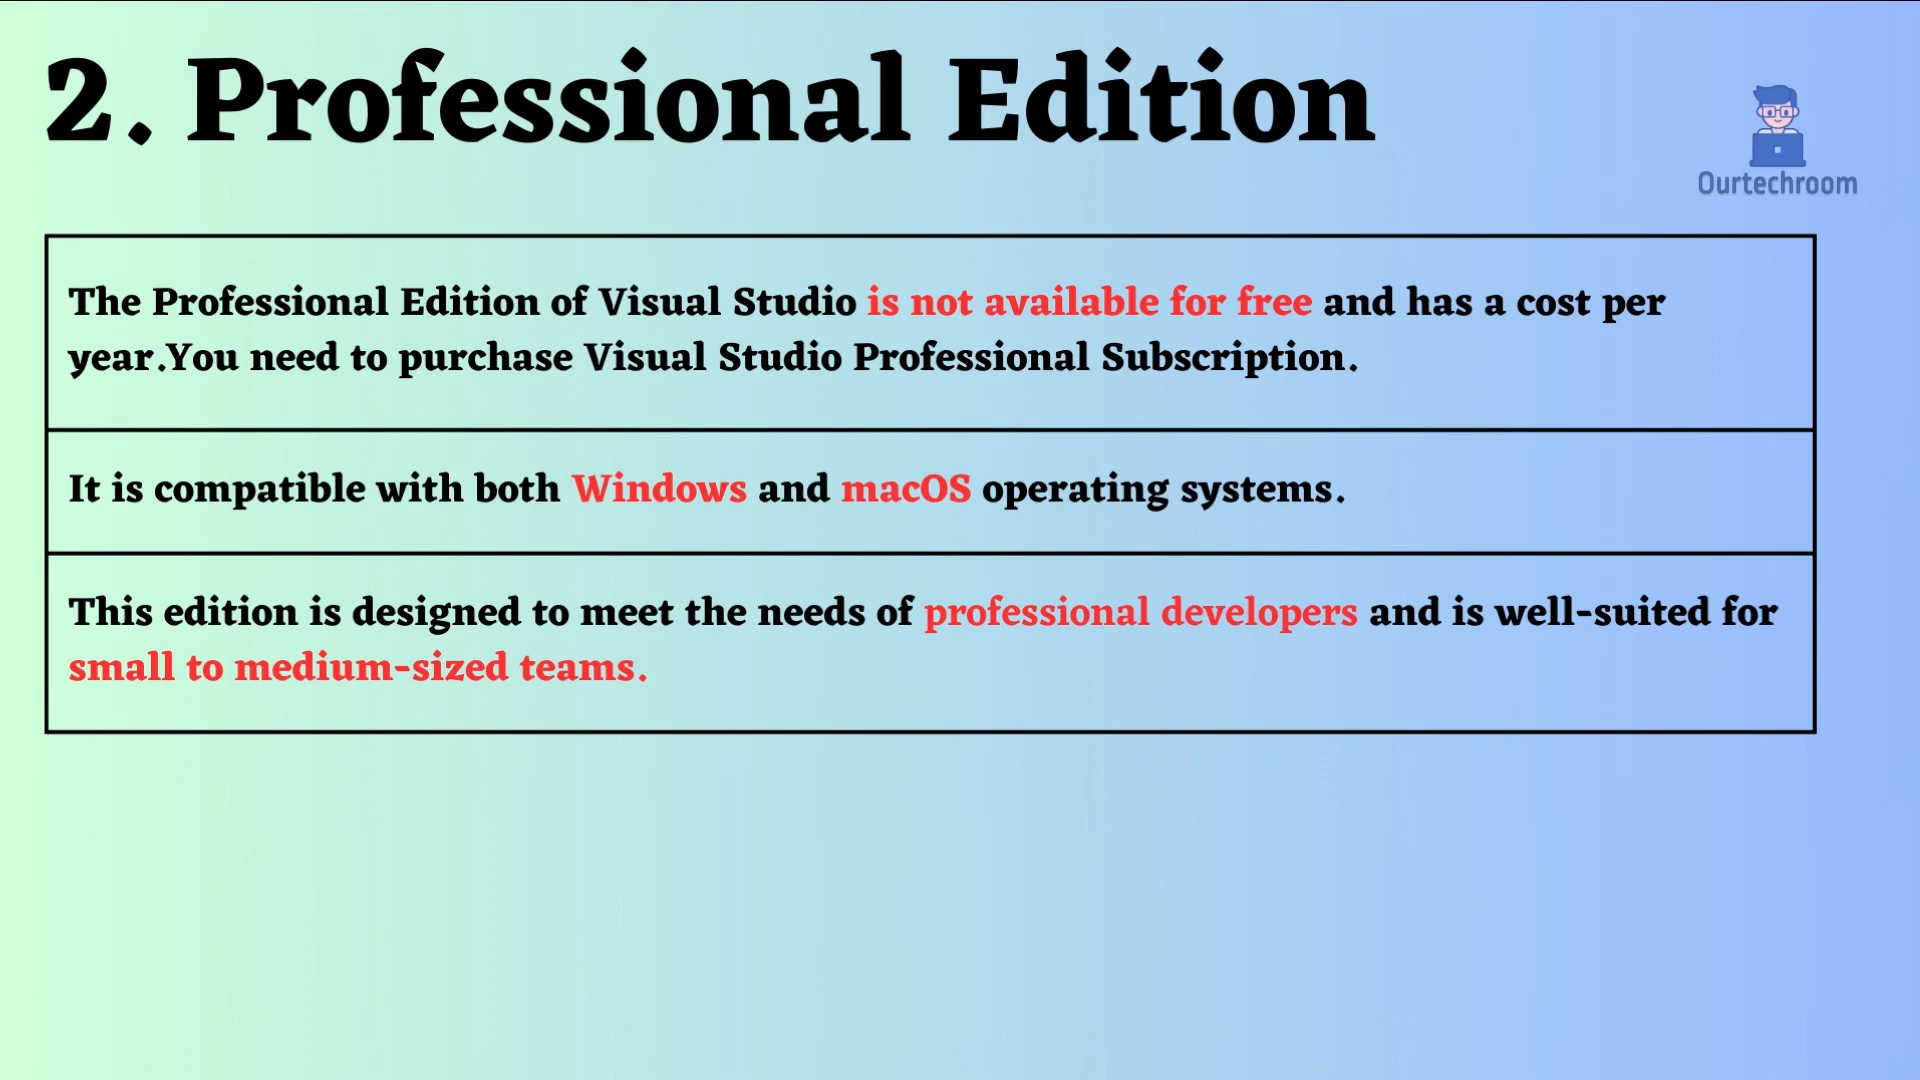 2. Professional Edition
Ourtechroom
The Professional Edition of Visual Studio is not available for free and has a cost per
year.You need to purchase Visual Studio Professional Subscription.
It is compatible with both Windows and macOS operating systems.
This edition is designed to meet the needs of professional developers and is well-suited for
small to medium-sized teams.